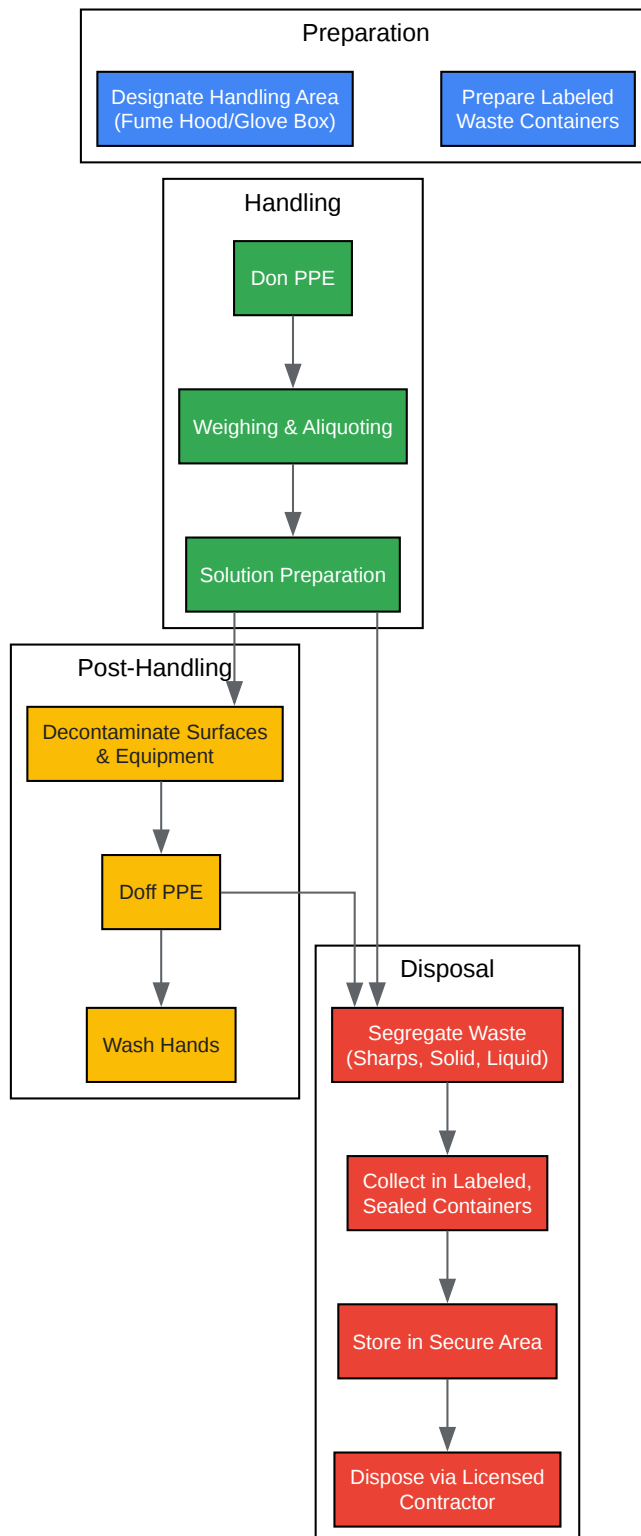 Preparation
Designate Handling Area
(Fume Hood/Glove Box)
Prepare Labeled
Waste Containers
Handling
Don PPE
Weighing & Aliquoting
Solution Preparation
Post-Handling
Decontaminate Surfaces
& Equipment
Doff PPE
Wash Hands
Disposal
Segregate Waste
(Sharps, Solid, Liquid)
Collect in Labeled,
Sealed Containers
Store in Secure Area
Dispose via Licensed
Contractor